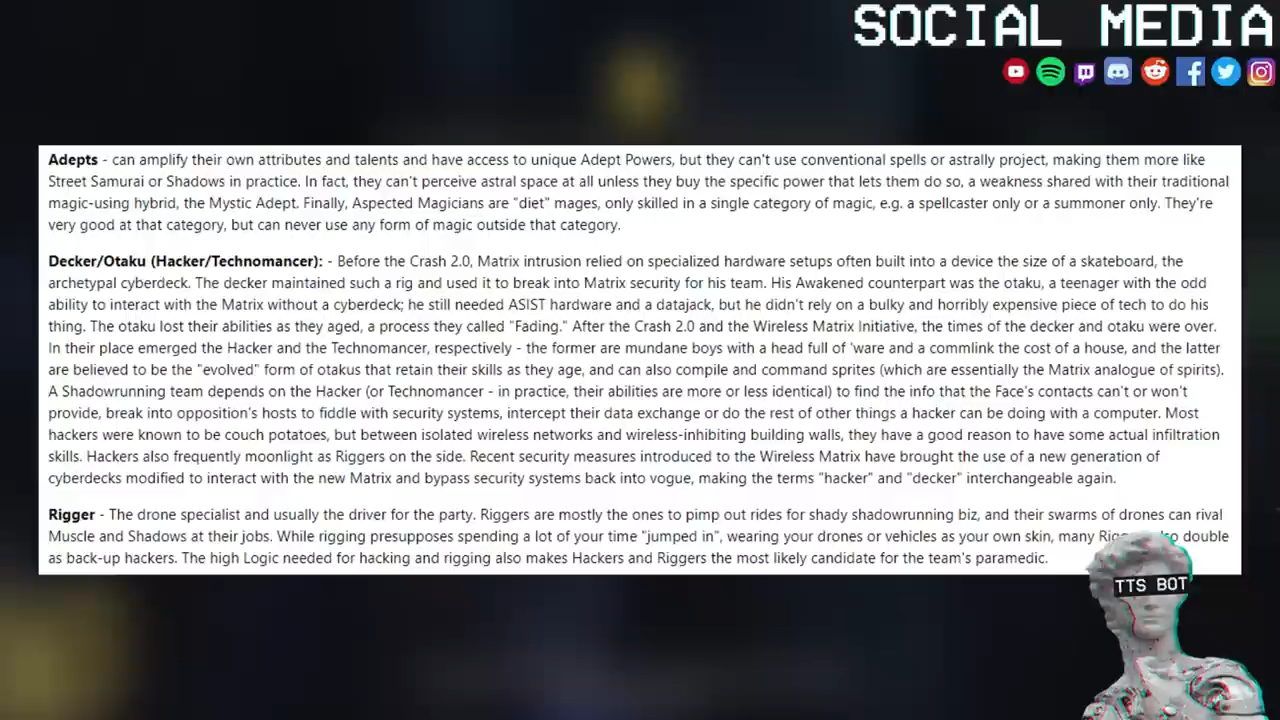 SOCIAL MEDIA
Adepts - can amplify their own attributes and talents and have access to unique Adept Powers, but they can't use conventional spells or astrally project, making them more like
Street Samurai or Shadows in practice. In fact, they can't perceive astral space at all unless they buy the specific power that lets them do so, a weakness shared with their traditional
magic-using hybrid, the Mystic Adept. Finally, Aspected Magicians are "diet" mages, only skilled in a single category of magic, e.g. a spellcaster only or a summoner only. They're
very good at that category, but can never use any form of magic outside that category.
Decker/Otaku (Hacker/Technomancer): - Before the Crash 2.0, Matrix intrusion relied on specialized hardware setups often built into a device the size of a skateboard, the
archetypal cyberdeck. The decker maintained such a rig and used it to break into Matrix security for his team. His Awakened counterpart was the otaku, a teenager with the odd
ability to interact with the Matrix without a cyberdeck; he still needed ASIST hardware and a datajack, but he didn't rely on a bulky and horribly expensive piece of tech to do his
thing. The otaku lost their abilities as they aged, a process they called "Fading." After the Crash 2.0 and the Wireless Matrix Initiative, the times of the decker and otaku were over.
In their place emerged the Hacker and the Technomancer, respectively - the former are mundane boys with a head full of 'ware and a commlink the cost of a house, and the latter
are believed to be the "evolved" form of otakus that retain their skills as they age, and can also compile and command sprites (which are essentially the Matrix analogue of spirits).
A Shadowrunning team depends on the Hacker (or Technomancer - in practice, their abilities are more or less identical) to find the info that the Face's contacts can't or won't
provide, break into opposition's hosts to fiddle with security systems, intercept their data exchange or do the rest of other things a hacker can be doing with a computer. Most
hackers were known to be couch potatoes, but between isolated wireless networks and wireless-inhibiting building walls, they have a good reason to have some actual infiltration
skills. Hackers also frequently moonlight as Riggers on the side. Recent security measures introduced to the Wireless Matrix have brought the use of a new generation of
cyberdecks modified to interact with the new Matrix and bypass security systems back into vogue, making the terms "hacker" and "decker" interchangeable again.
Rigger - The drone specialist and usually the driver for the party. Riggers are mostly the ones to pimp out rides for shady shadowrunning biz, and their swarms of drones can rival
Muscle and Shadows at their jobs. While rigging presupposes spending a lot of your time "jumped in", wearing your drones or vehicles as your own skin, many double
as back-up hackers. The high Logic needed for hacking and rigging also makes Hackers and Riggers the most likely candidate for the team's paramedic.
TTS BOT